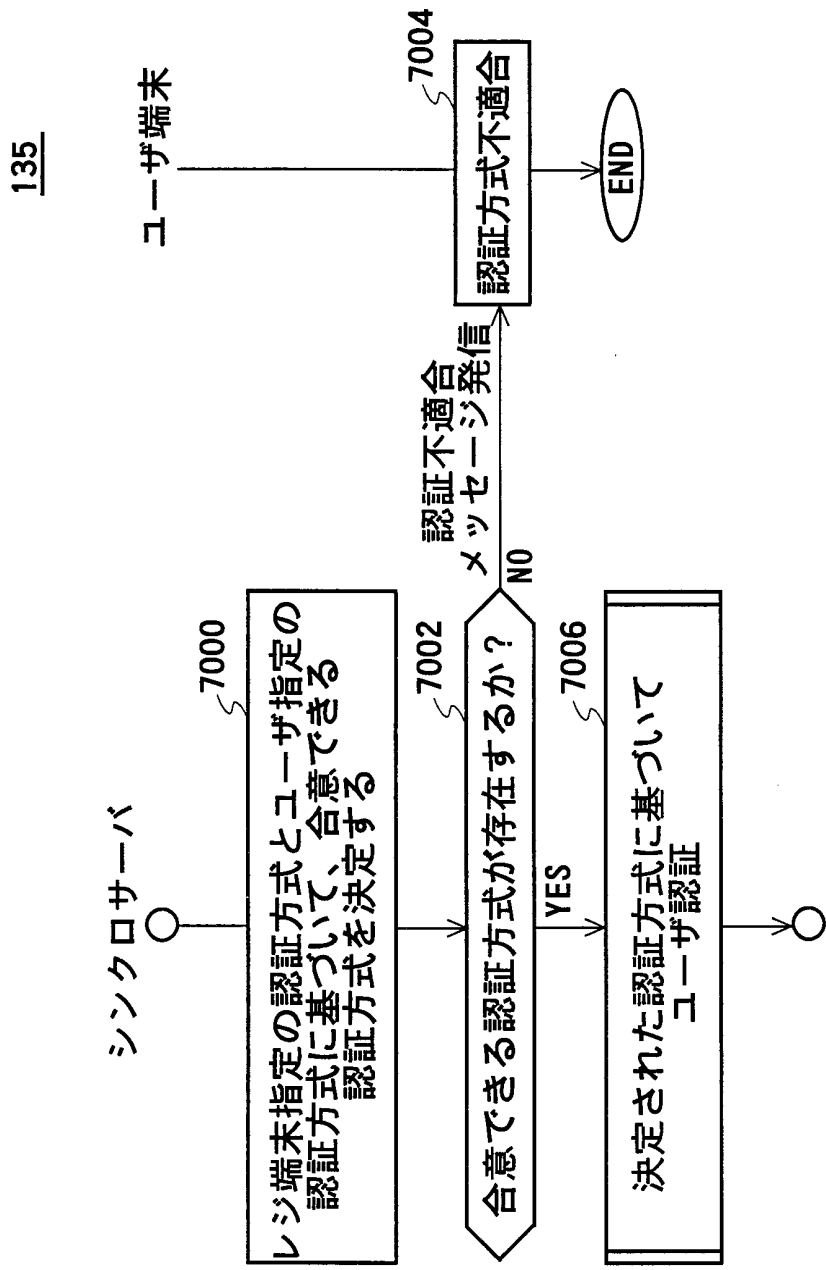 135
シンクロサーバ
ユーザ端末
7000
レジ端末指定の認証方式とユーザ指定の
認証方式に基づいて、合意できる
認証方式を決定する
7002
合意できる認証方式が存在するか?
NO
認証不適合
メッセージ発信
7004
認証方式不適合
END
YES
7006
決定された認証方式に基づいて
ユーザ認証